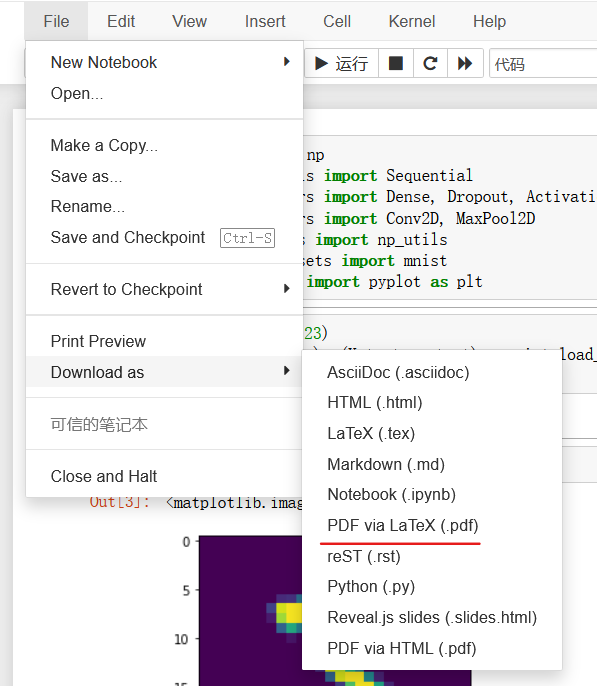 File Edit View Insert Cell Kernel Help
运行 代码
New Notebook
Open...
Make a Copy...
Save as...
Rename...
Save and Checkpoint Ctrl-S
Revert to Checkpoint
Print Preview
Download as
可信的笔记本
Close and Halt
np
import Sequential
import Dense, Dropout, Activati
import Conv2D, MaxPool2D
import np_utils
sets import mnist
import pyplot as plt
23)
load_
AsciiDoc (.asciidoc)
HTML (.html)
LaTeX (.tex)
Markdown (.md)
Notebook (.ipynb)
PDF via LaTeX (.pdf)
reST (.rst)
Python (.py)
Reveal.js slides (.slides.html)
PDF via HTML (.pdf)
Out[3]: <matplotlib.imag
0
5
10
15